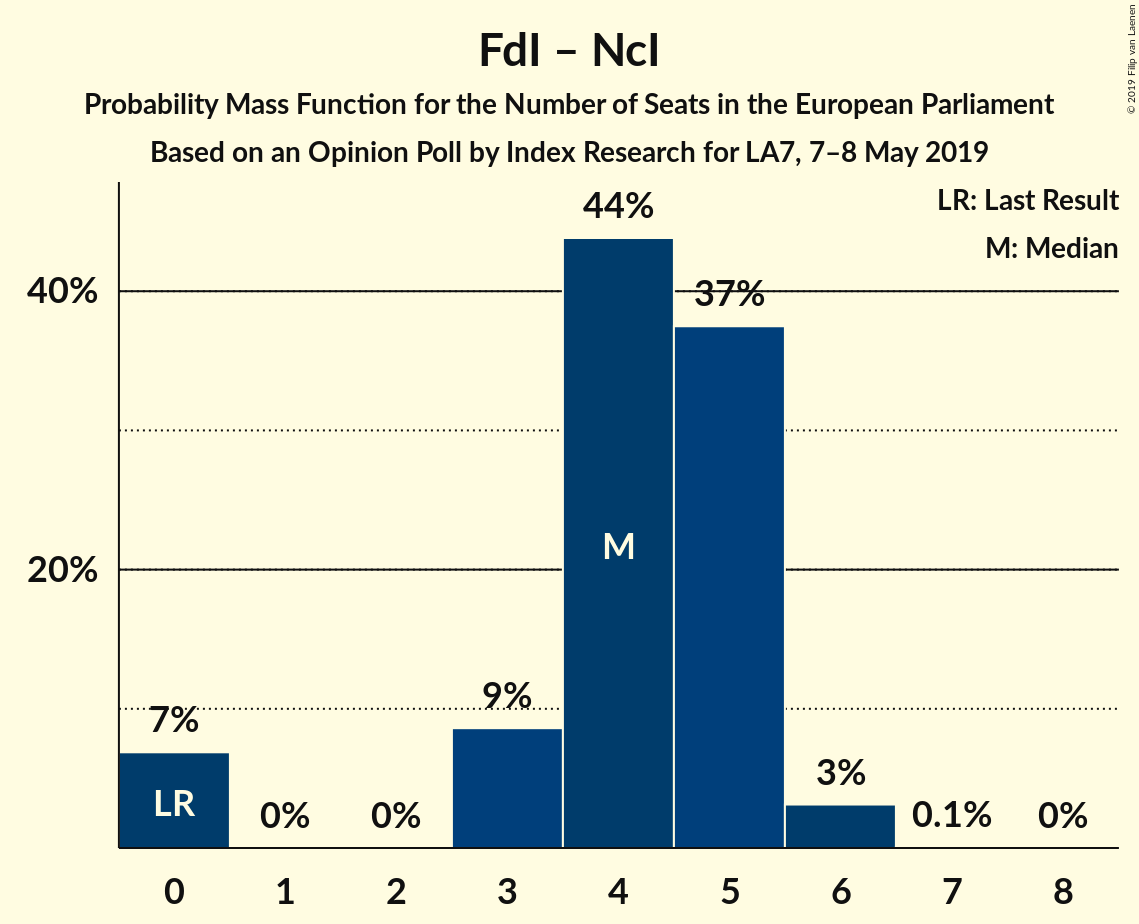 FdI – NcI
Probability Mass Function for the Number of Seats in the European Parliament
Based on an Opinion Poll by Index Research for LA7, 7–8 May 2019
© 2019 Filip van Laenen
LR: Last Result
M: Median
44%
40%
37%
M
20%
9%
7%
LR
0%
0%
3%
0.1%
0%
0 1 2 3 4 5 6 7 8